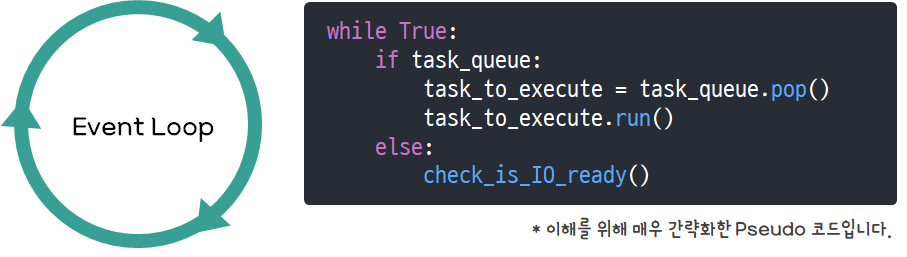 Event Loop
while True:
    if task_queue:
        task_to_execute = task_queue.pop()
        task_to_execute.run()
    else:
        check_is_IO_ready()
* 이해를 위해 매우 간략화한 Pseudo 코드입니다.